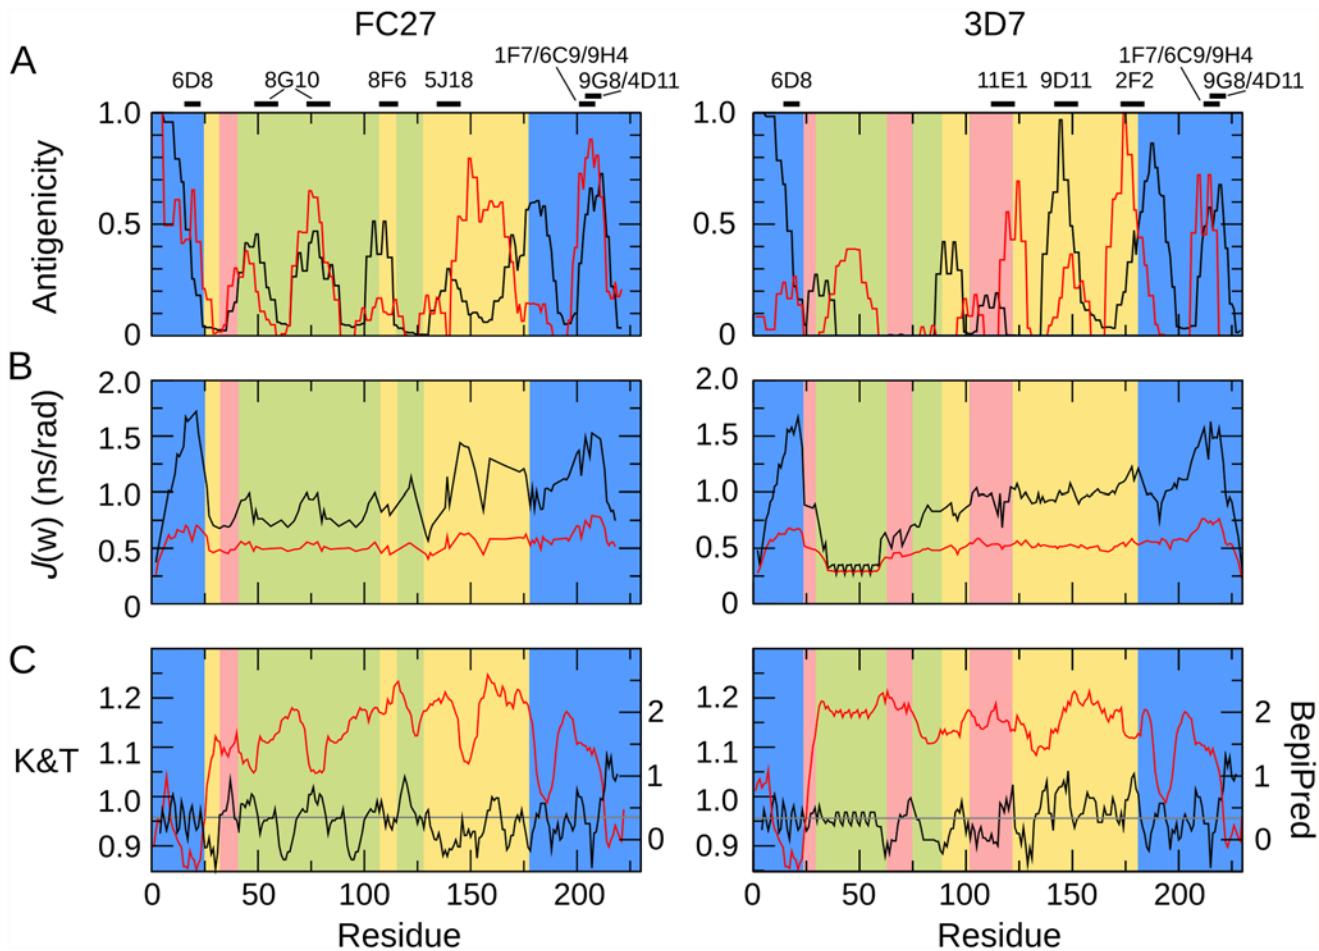 FC27
3D7
A
1F7/6C9/9H4
1F7/6C9/9H4
6D8
8G10
8F6
5J18
9G8/4D11
6D8
11E1
9D11
2F2
9G8/4D11
Antigenicity
1.0
0.5
0
1.0
0.5
0
B
J(w) (ns/rad)
2.0
1.5
1.0
0.5
0
2.0
1.5
1.0
0.5
0
C
K&T
1.2
1.1
1.0
0.9
2
1
0
1.2
1.1
1.0
0.9
2
1
0
BepiPred
0 50 100 150 200
0 50 100 150 200
Residue
Residue